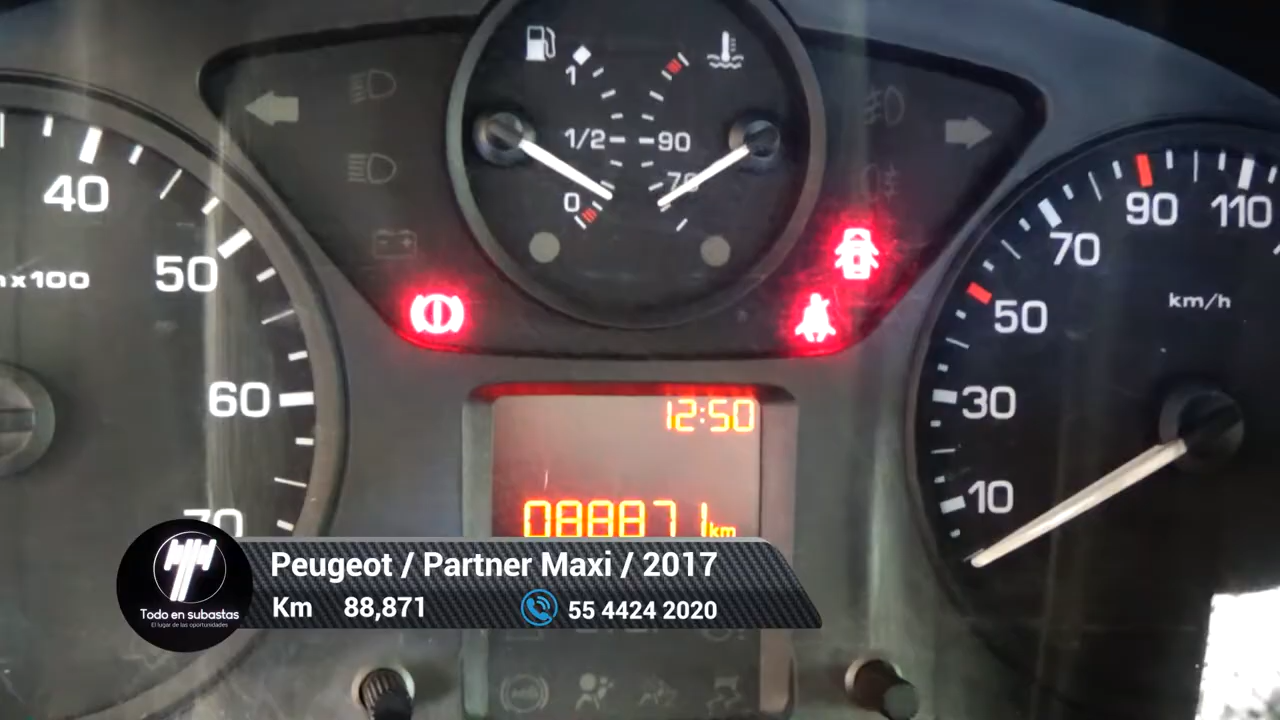 1
1/2
0
90
70
40
50
60
70
x100
90
110
70
50
30
10
km/h
12:50
088871 km
Peugeot / Partner Maxi / 2017
Km 88,871
55 4424 2020
Todo en subastas
El lugar de las oportunidades